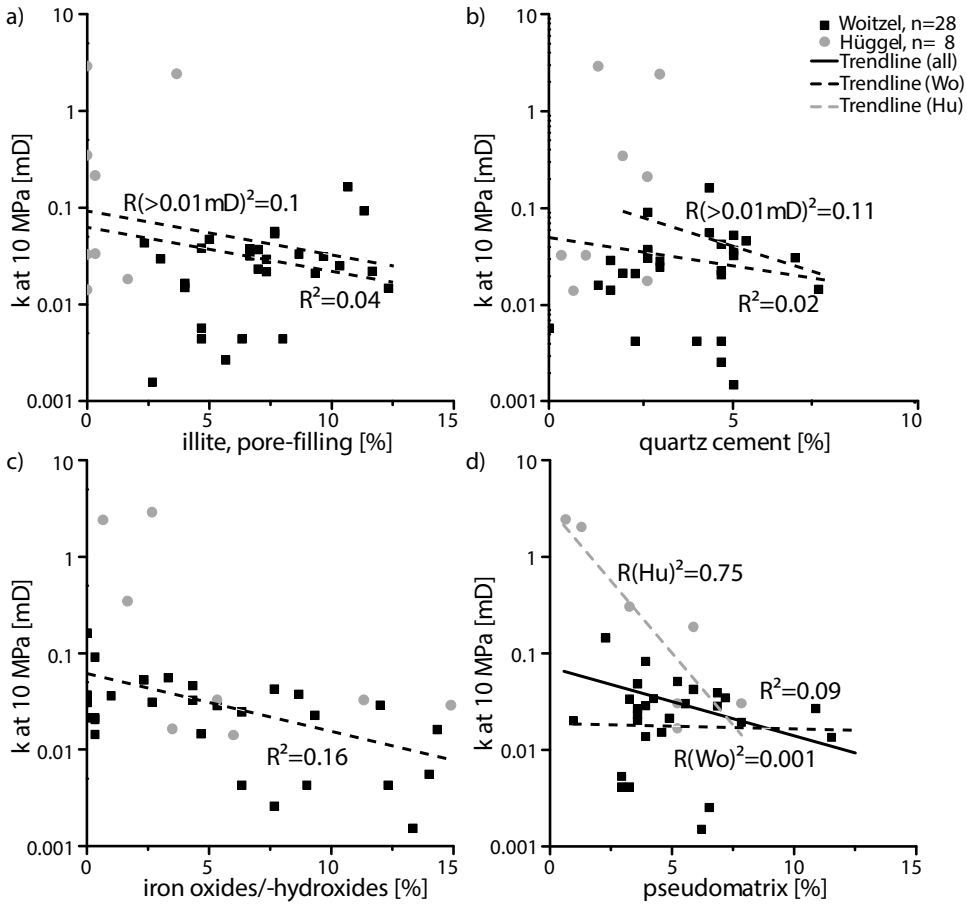 a)
10
1
0.1
0.01
0.001
k at 10 MPa [mD]
R(>0.01mD)²=0.1
R²=0.04
0
5
10
15
illite, pore-filling [%]
b)
10
1
0.1
0.01
0.001
k at 10 MPa [mD]
Woitzel, n=28
Hüggel, n= 8
Trendline (all)
Trendline (Wo)
Trendline (Hu)
R(>0.01mD)²=0.11
R²=0.02
0
5
10
quartz cement [%]
c)
10
1
0.1
0.01
0.001
k at 10 MPa [mD]
R²=0.16
0
5
10
15
iron oxides/-hydroxides [%]
d)
10
1
0.1
0.01
0.001
k at 10 MPa [mD]
R(Hu)²=0.75
R²=0.09
R(Wo)²=0.001
0
5
10
15
pseudomatrix [%]